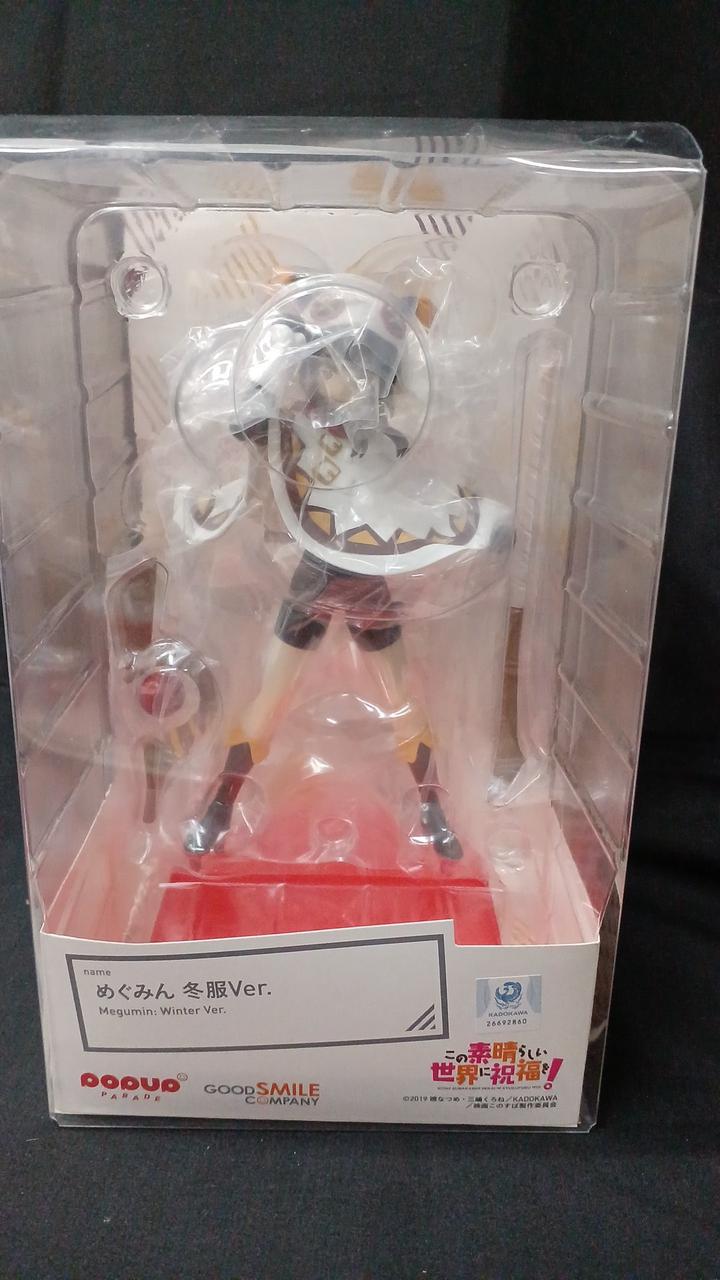 name
めぐみん 冬服Ver.
Megumin: Winter Ver.
KADOKAWA
26692860
この素晴らしい
世界に祝福を!
POPUP
PARADE
GOODSMILE
COMPANY
©2019 暁なつめ・三嶋くろね/KADOKAWA
/映画このすば製作委員会